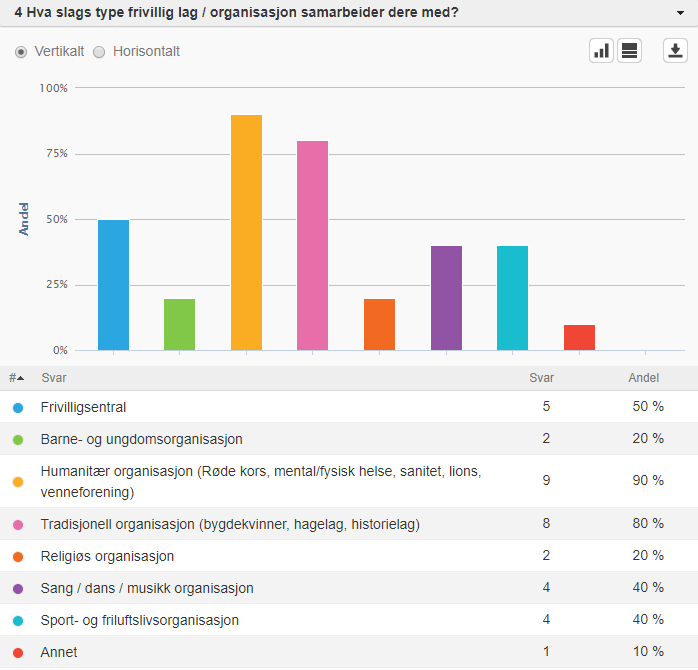 4 Hva slags type frivillig lag / organisasjon samarbeider dere med?
Vertikalt Horisontalt
100%
75%
50%
25%
0%
Andel
# Svar Svar Andel
Frivilligsentral 5 50 %
Barne- og ungdomsorganisasjon 2 20 %
Humanitær organisasjon (Røde kors, mental/fysisk helse, sanitet, lions,
venneforening) 9 90 %
Tradisjonell organisasjon (bygdekvinner, hagelag, historielag) 8 80 %
Religiøs organisasjon 2 20 %
Sang / dans / musikk organisasjon 4 40 %
Sport- og friluftslivsorganisasjon 4 40 %
Annet 1 10 %